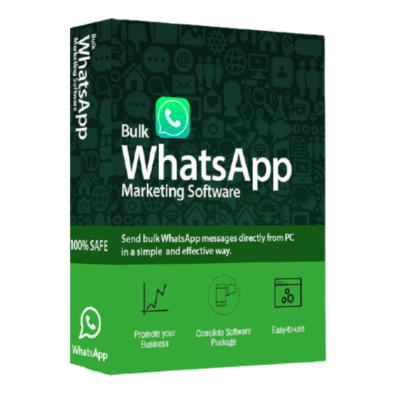 Bulk
WhatsApp
Marketing Software
100% SAFE
WhatsApp
Bulk
WhatsApp
Marketing Software
Send bulk WhatsApp messages directly from PC
in a simple and effective way.
Promote your
Business
Complete Software
Package
Easy-to-use